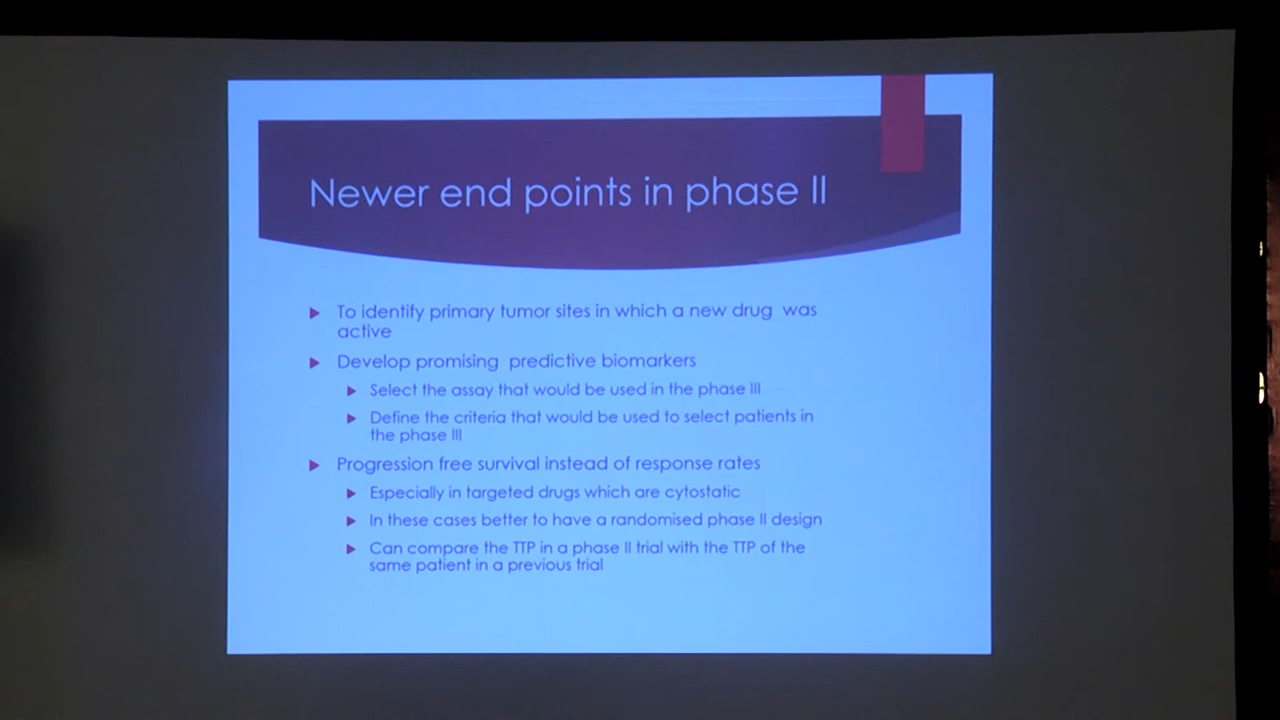 Newer end points in phase II
To identify primary tumor sites in which a new drug was
active
Develop promising predictive biomarkers
Select the assay that would be used in the phase III
Define the criteria that would be used to select patients in
the phase III
Progression free survival instead of response rates
Especially in targeted drugs which are cytostatic
In these cases better to have a randomised phase II design
Can compare the TTP in a phase II trial with the TTP of the
same patient in a previous trial